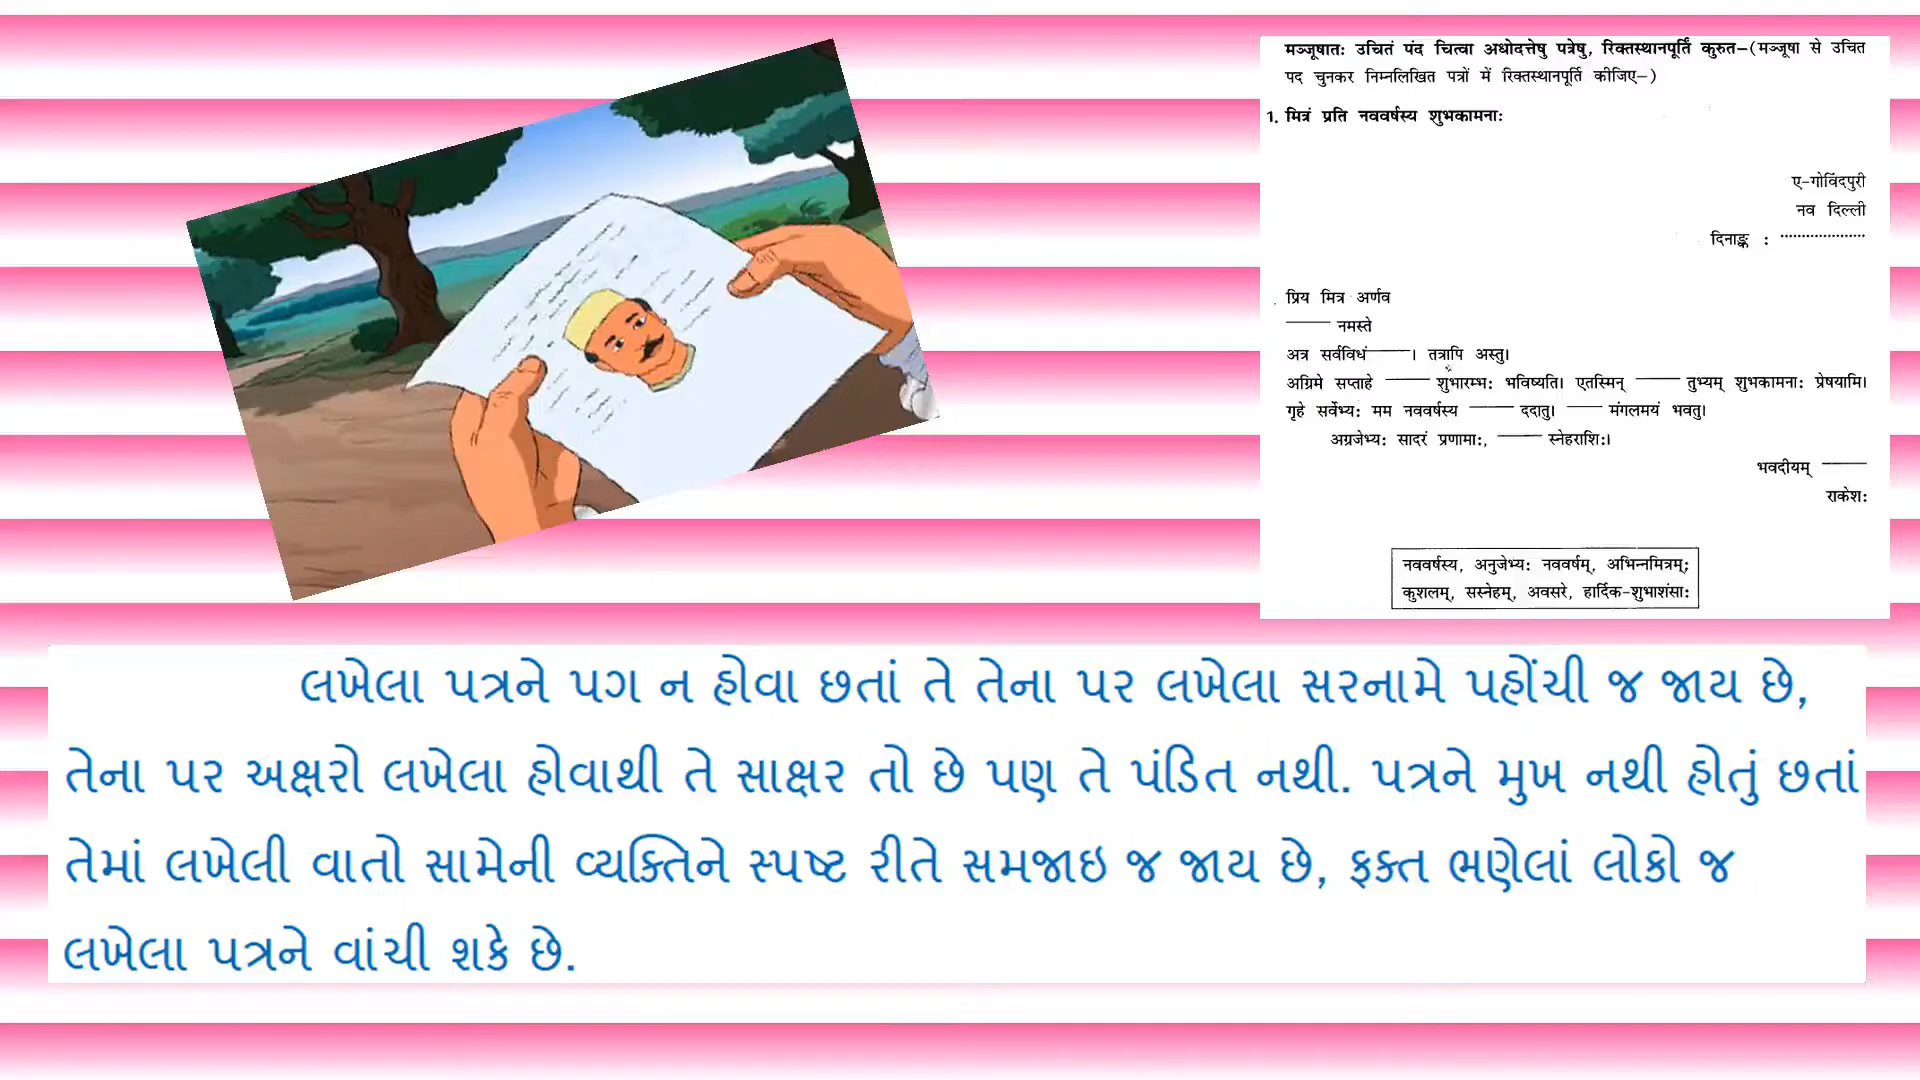 मञ्जूषातः उचितं पंद चित्वा अधोदत्तेषु पत्रेषु, रिक्तस्थानपूर्तिं कुरुत–(मञ्जूषा से उचित
पद चुनकर निम्नलिखित पत्रों में रिक्तस्थानपूर्ति कीजिए–)
1. मित्रं प्रति नववर्षस्य शुभकामनाः
ए-गोविंदपुरी
नव दिल्ली
दिनाङ्क : ....................
प्रिय मित्र अर्णव
—— नमस्ते
अत्र सर्वविधं——। तत्रापि अस्तु।
अग्रिमे सप्ताहे —— शुभारम्भः भविष्यति। एतस्मिन् —— तुभ्यम् शुभकामनाः प्रेषयामि।
गृहे सर्वेभ्यः मम नववर्षस्य —— ददातु। —— मंगलमयं भवतु।
अग्रजेभ्यः सादरं प्रणामाः, —— स्नेहराशिः।
भवदीयम् ——
राकेशः
नववर्षस्य, अनुजेभ्यः नववर्षम्, अभिन्नमित्रम्;
कुशलम्, सस्नेहम्, अवसरे, हार्दिक-शुभाशंसाः
લખેલા પત્રને પગ ન હોવા છતાં તે તેના પર લખેલા સરનામે પહોંચી જ જાય છે,
તેના પર અક્ષરો લખેલા હોવાથી તે સાક્ષર તો છે પણ તે પંડિત નથી. પત્રને મુખ નથી હોતું છતાં
તેમાં લખેલી વાતો સામેની વ્યક્તિને સ્પષ્ટ રીતે સમજાઇ જ જાય છે, ફક્ત ભણેલાં લોકો જ
લખેલા પત્રને વાંચી શકે છે.